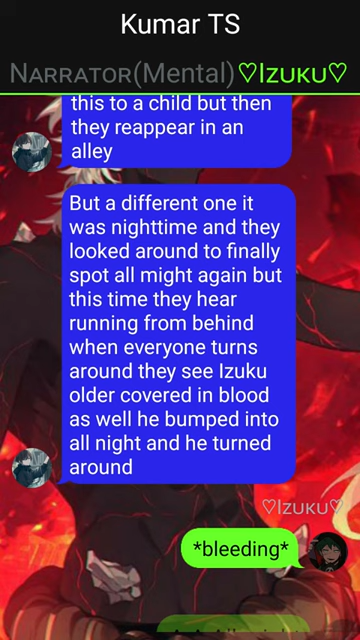 Kumar TS
Narrator(Mental) ♡Izuku♡
this to a child but then
they reappear in an
alley
But a different one it
was nighttime and they
looked around to finally
spot all might again but
this time they hear
running from behind
when everyone turns
around they see Izuku
older covered in blood
as well he bumped into
all night and he turned
around
♡Izuku♡
*bleeding*